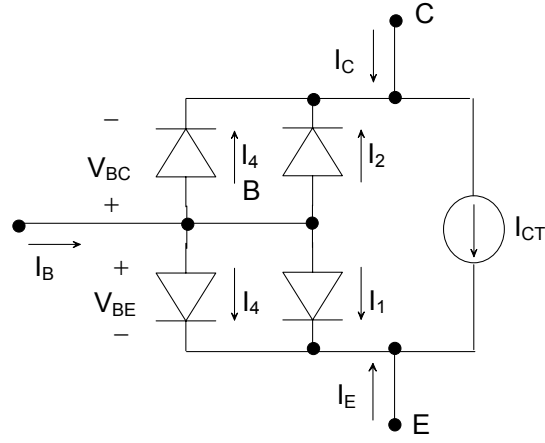 C
I_C
−
I_4
I_2
V_BC
B
+
I_CT
I_B
+
V_BE
I_4
I_1
−
I_E
E